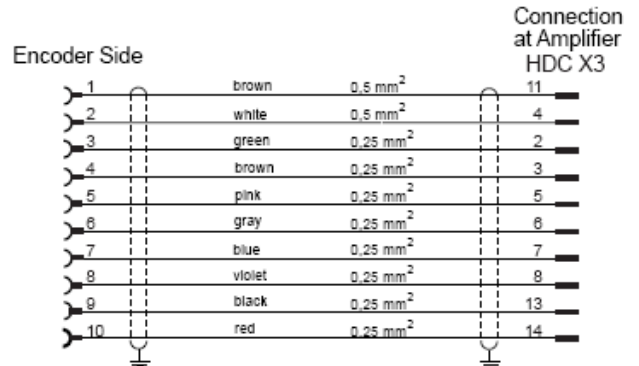 Connection
at Amplifier
HDC X3
Encoder Side
1 brown 0,5 mm² 11
2 white 0,5 mm² 4
3 green 0,25 mm² 2
4 brown 0,25 mm² 3
5 pink 0,25 mm² 5
6 gray 0,25 mm² 6
7 blue 0,25 mm² 7
8 violet 0,25 mm² 8
9 black 0,25 mm² 13
10 red 0,25 mm² 14